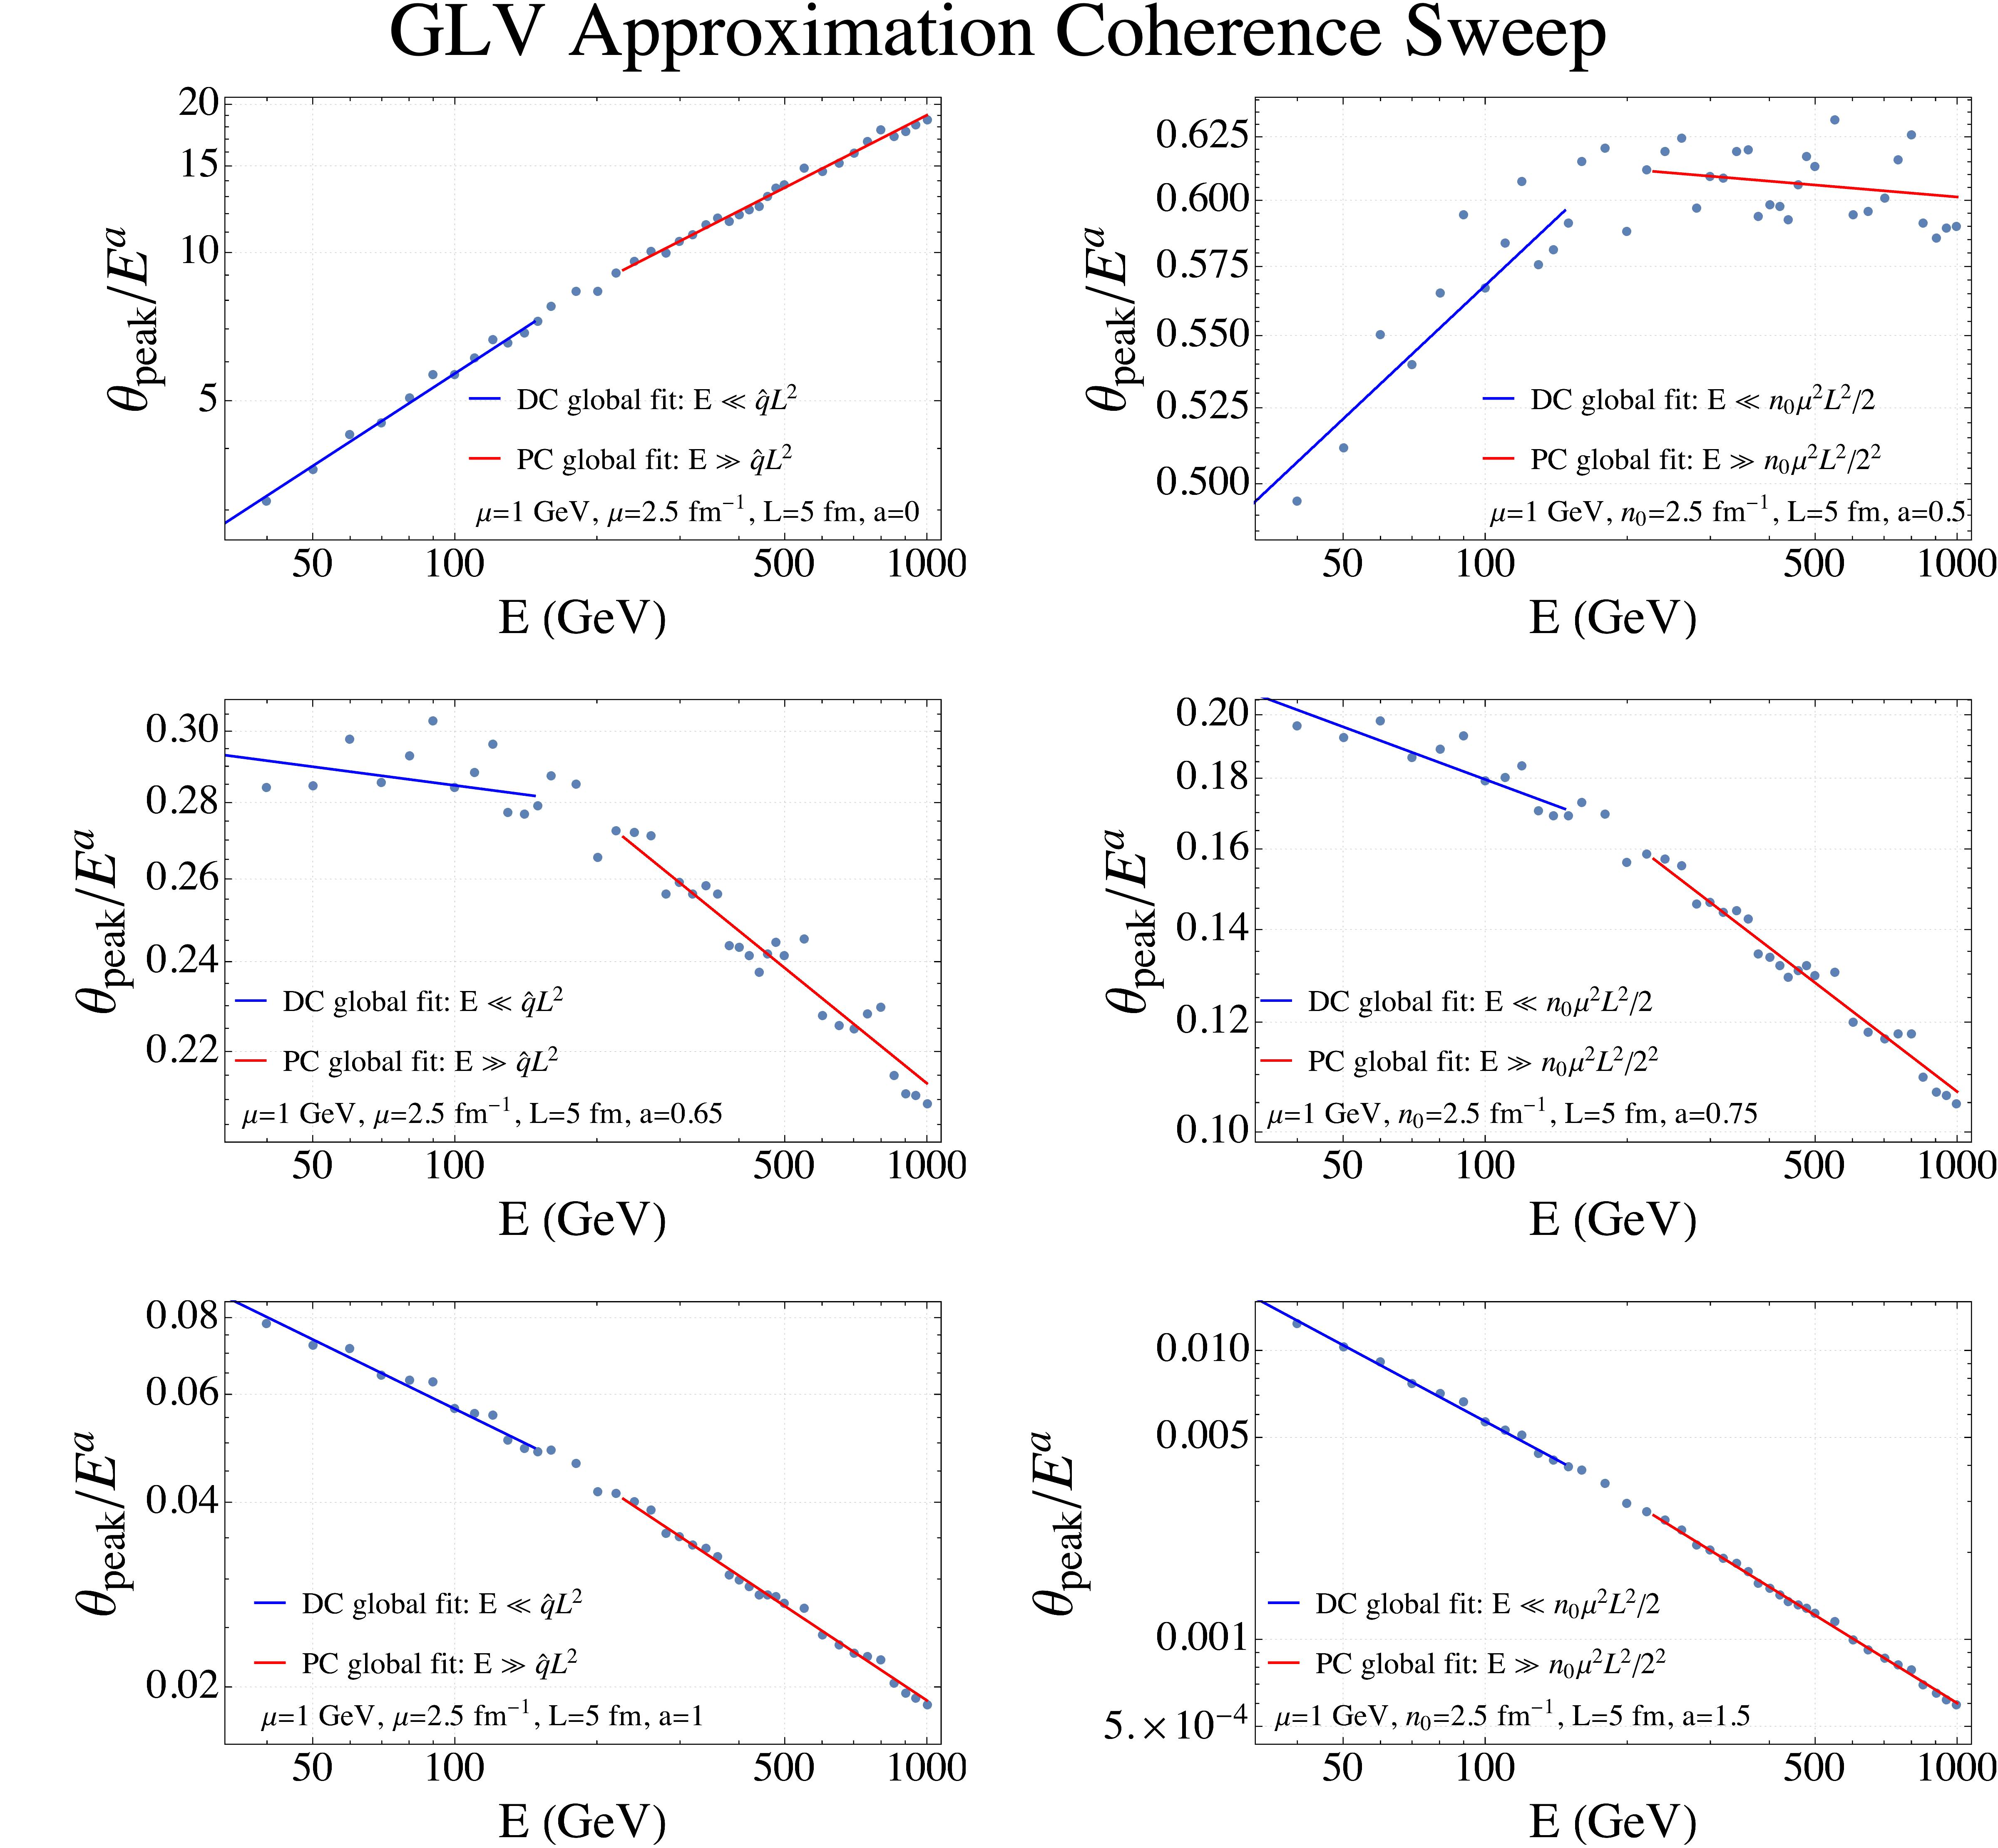 GLV Approximation Coherence Sweep
20
15
10
5
θpeak/E^a
DC global fit: E ≪ q̂L²
PC global fit: E ≫ q̂L²
μ=1 GeV, μ=2.5 fm⁻¹, L=5 fm, a=0
50 100 500 1000
E (GeV)
0.625
0.600
0.575
0.550
0.525
0.500
θpeak/E^a
DC global fit: E ≪ n₀μ²L²/2
PC global fit: E ≫ n₀μ²L²/2²
μ=1 GeV, n₀=2.5 fm⁻¹, L=5 fm, a=0.5
50 100 500 1000
E (GeV)
0.30
0.28
0.26
0.24
0.22
θpeak/E^a
DC global fit: E ≪ q̂L²
PC global fit: E ≫ q̂L²
μ=1 GeV, μ=2.5 fm⁻¹, L=5 fm, a=0.65
50 100 500 1000
E (GeV)
0.20
0.18
0.16
0.14
0.12
0.10
θpeak/E^a
DC global fit: E ≪ n₀μ²L²/2
PC global fit: E ≫ n₀μ²L²/2²
μ=1 GeV, n₀=2.5 fm⁻¹, L=5 fm, a=0.75
50 100 500 1000
E (GeV)
0.08
0.06
0.04
0.02
θpeak/E^a
DC global fit: E ≪ q̂L²
PC global fit: E ≫ q̂L²
μ=1 GeV, μ=2.5 fm⁻¹, L=5 fm, a=1
50 100 500 1000
E (GeV)
0.010
0.005
0.001
5.×10⁻⁴
θpeak/E^a
DC global fit: E ≪ n₀μ²L²/2
PC global fit: E ≫ n₀μ²L²/2²
μ=1 GeV, n₀=2.5 fm⁻¹, L=5 fm, a=1.5
50 100 500 1000
E (GeV)